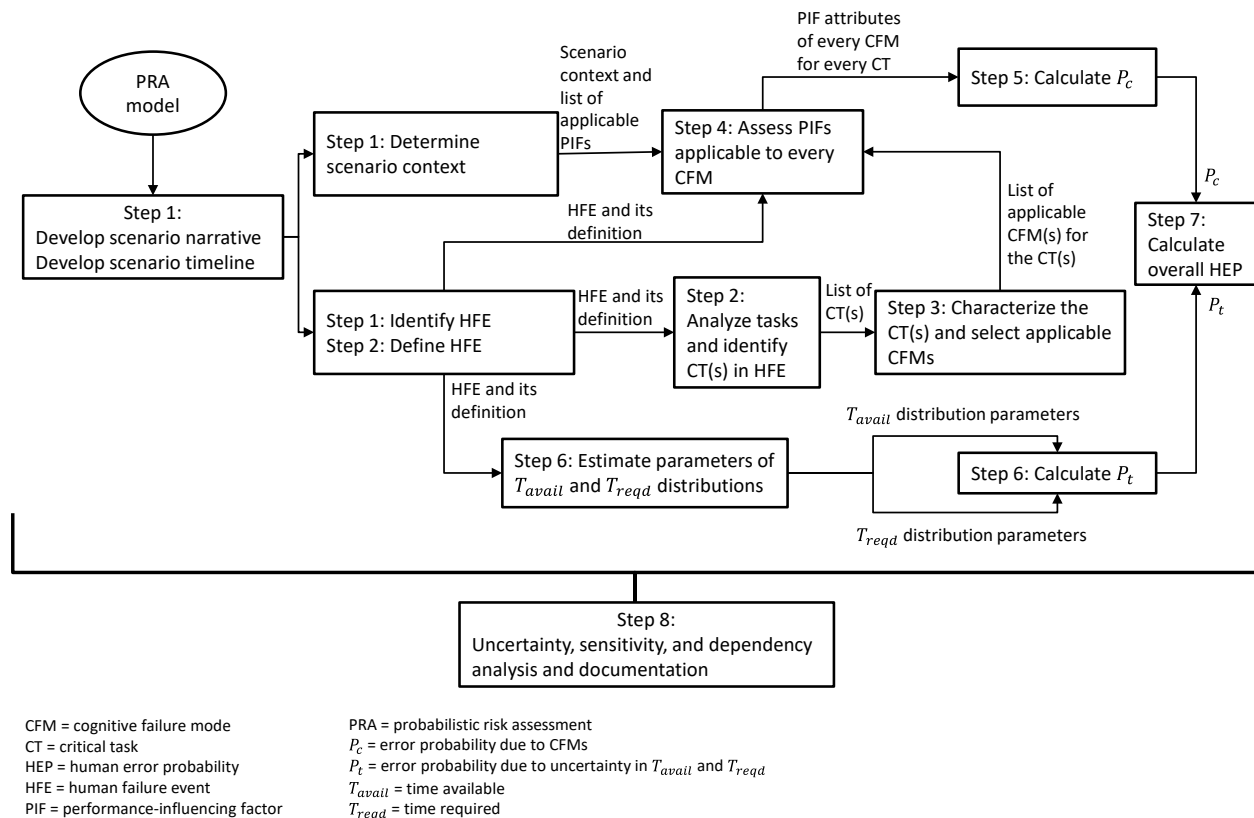 PRA
model
Step 1:
Develop scenario narrative
Develop scenario timeline
Step 1: Determine
scenario context
Scenario
context and
list of
applicable
PIFs
Step 4: Assess PIFs
applicable to every
CFM
PIF attributes
of every CFM
for every CT
Step 5: Calculate P_c
P_c
HFE and its
definition
List of
applicable
CFM(s) for
the CT(s)
Step 7:
Calculate
overall HEP
Step 1: Identify HFE
Step 2: Define HFE
HFE and its
definition
Step 2:
Analyze tasks
and identify
CT(s) in HFE
List of
CT(s)
Step 3: Characterize the
CT(s) and select applicable
CFMs
P_t
HFE and its
definition
Step 6: Estimate parameters of
T_avail and T_reqd distributions
T_avail distribution parameters
Step 6: Calculate P_t
T_reqd distribution parameters
Step 8:
Uncertainty, sensitivity, and dependency
analysis and documentation
CFM = cognitive failure mode
CT = critical task
HEP = human error probability
HFE = human failure event
PIF = performance-influencing factor
PRA = probabilistic risk assessment
P_c = error probability due to CFMs
P_t = error probability due to uncertainty in T_avail and T_reqd
T_avail = time available
T_reqd = time required